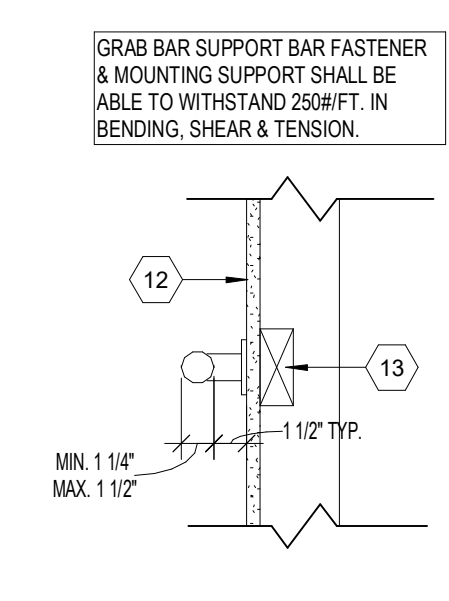 GRAB BAR SUPPORT BAR FASTENER
& MOUNTING SUPPORT SHALL BE
ABLE TO WITHSTAND 250#/FT. IN
BENDING, SHEAR & TENSION.
12
13
1 1/2" TYP.
MIN. 1 1/4"
MAX. 1 1/2"